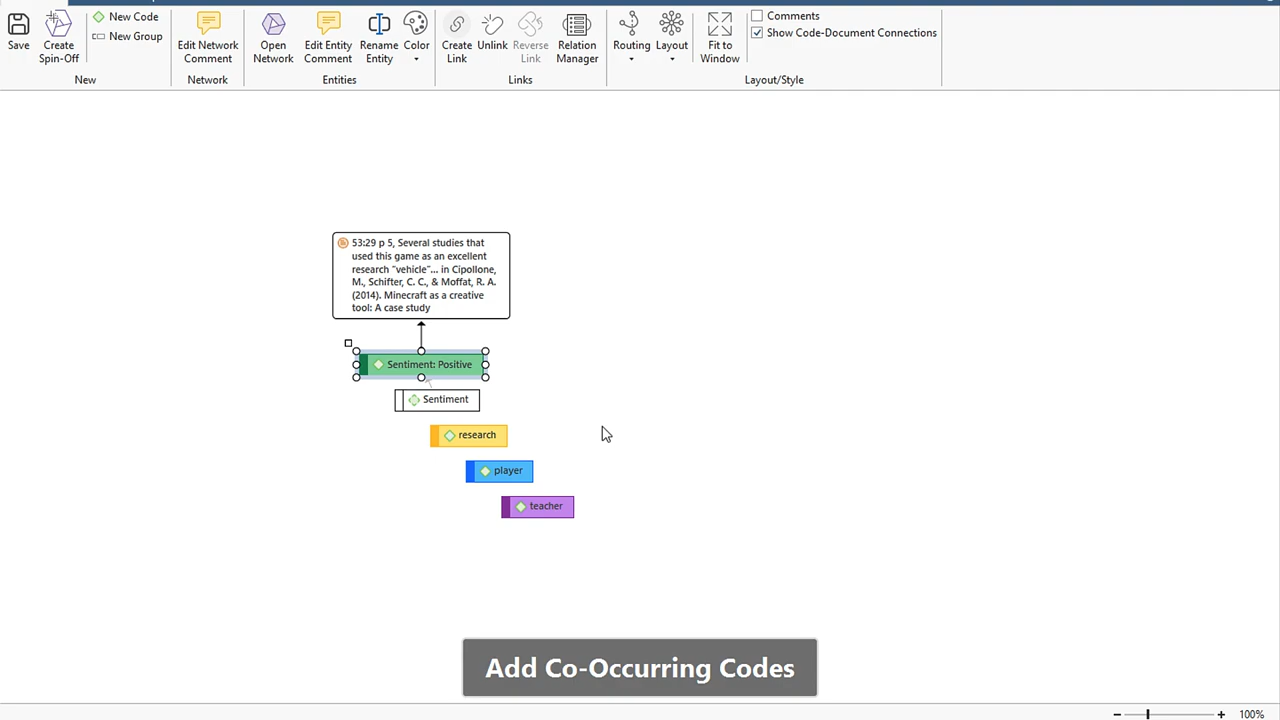 New Code
Save Create Spin-Off New Group
Edit Network Comment
Open Network Edit Entity Comment Rename Entity Color
Create Link Unlink Reverse Link Relation Manager
Routing Layout Fit to Window
Comments
Show Code-Document Connections
New Network Entities Links Layout/Style
53:29 p 5, Several studies that
used this game as an excellent
research "vehicle"... in Cipollone,
M., Schifter, C. C., & Moffat, R. A.
(2014). Minecraft as a creative
tool: A case study
Sentiment: Positive
Sentiment
research
player
teacher
Add Co-Occurring Codes
100%